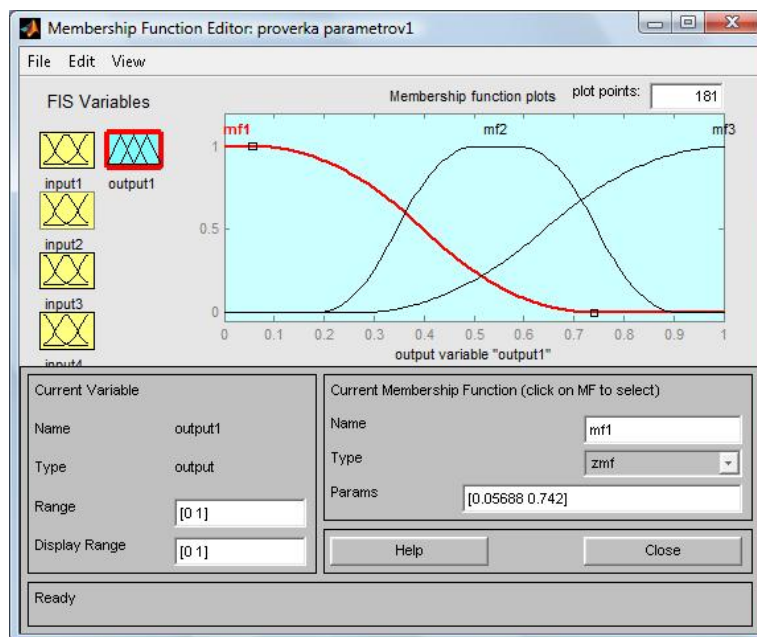 Membership Function Editor: proverka parametrov1
File Edit View
FIS Variables
Membership function plots
plot points:
181
input1
output1
input2
input3
input4
mf1
mf2
mf3
1
0.5
0
0 0.1 0.2 0.3 0.4 0.5 0.6 0.7 0.8 0.9 1
output variable "output1"
Current Variable
Name output1
Type output
Range [0 1]
Display Range [0 1]
Current Membership Function (click on MF to select)
Name mf1
Type zmf
Params [0.05688 0.742]
Help
Close
Ready